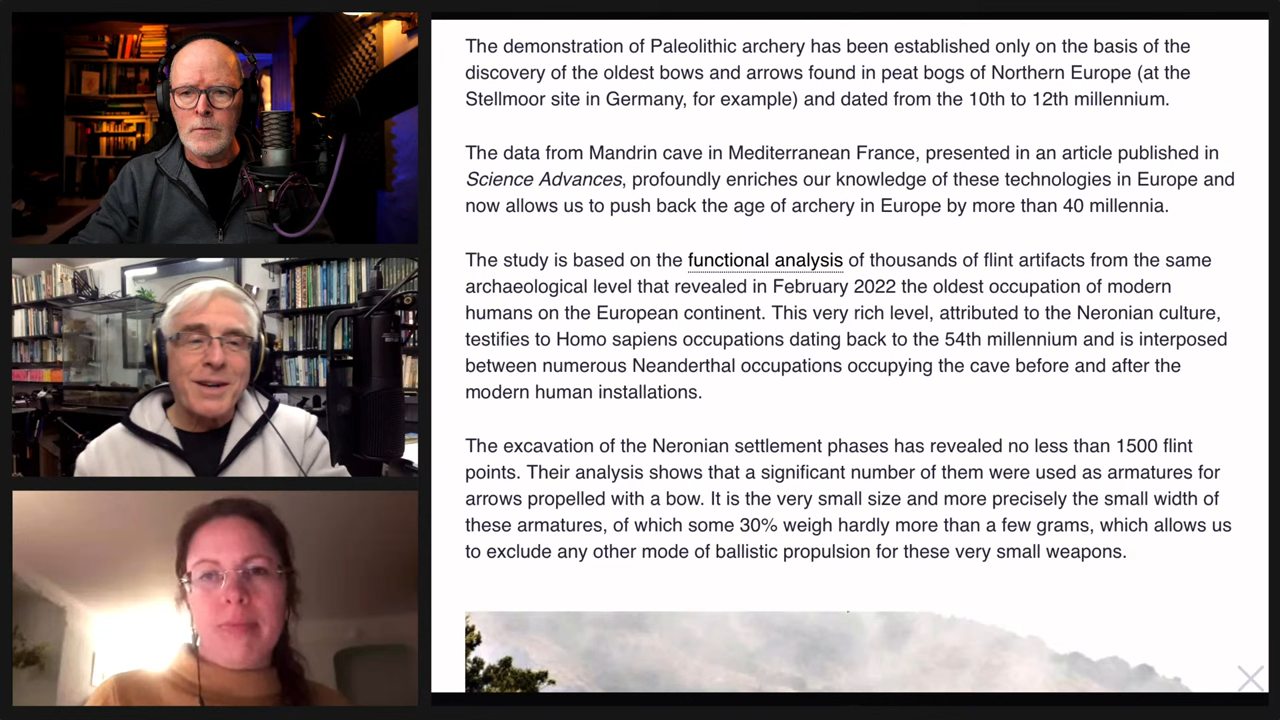 The demonstration of Paleolithic archery has been established only on the basis of the
discovery of the oldest bows and arrows found in peat bogs of Northern Europe (at the
Stellmoor site in Germany, for example) and dated from the 10th to 12th millennium.
The data from Mandrin cave in Mediterranean France, presented in an article published in
Science Advances, profoundly enriches our knowledge of these technologies in Europe and
now allows us to push back the age of archery in Europe by more than 40 millennia.
The study is based on the functional analysis of thousands of flint artifacts from the same
archaeological level that revealed in February 2022 the oldest occupation of modern
humans on the European continent. This very rich level, attributed to the Neronian culture,
testifies to Homo sapiens occupations dating back to the 54th millennium and is interposed
between numerous Neanderthal occupations occupying the cave before and after the
modern human installations.
The excavation of the Neronian settlement phases has revealed no less than 1500 flint
points. Their analysis shows that a significant number of them were used as armatures for
arrows propelled with a bow. It is the very small size and more precisely the small width of
these armatures, of which some 30% weigh hardly more than a few grams, which allows us
to exclude any other mode of ballistic propulsion for these very small weapons.